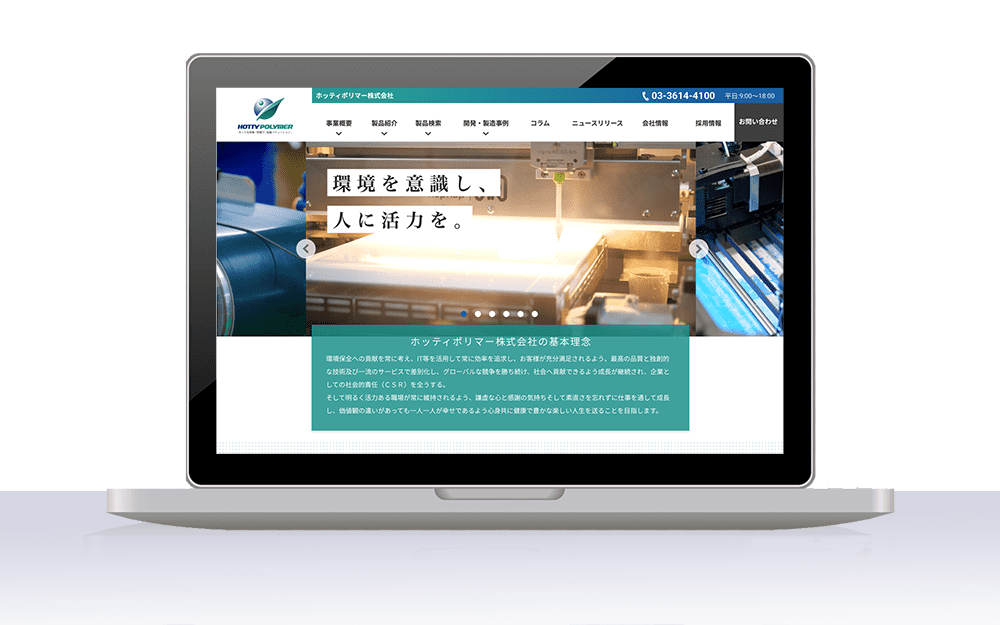 ホッティポリマー株式会社
03-3614-4100 平日:9:00〜18:00
HOTTY POLYMER
事業概要 製品紹介 製品検索 開発・製造事例 コラム ニュースリリース 会社情報 採用情報 お問い合わせ
環境を意識し、
人に活力を。
ホッティポリマー株式会社の基本理念
環境保全への貢献を常に考え、IT等を活用して常に効率を追求し、お客様が充分満足されるよう、最高の品質と独創的
な技術及び一流のサービスで差別化し、グローバルな競争を勝ち続け、社会へ貢献できるよう成長が継続され、企業と
しての社会的責任（ＣＳＲ）を全うする。
そして明るく活力ある職場が常に維持されるよう、謙虚な心と感謝の気持ちそして素直さを忘れずに仕事を通して成長
し、価値観の違いがあっても一人一人が幸せであるよう心身共に健康で豊かな楽しい人生を送ることを目指します。